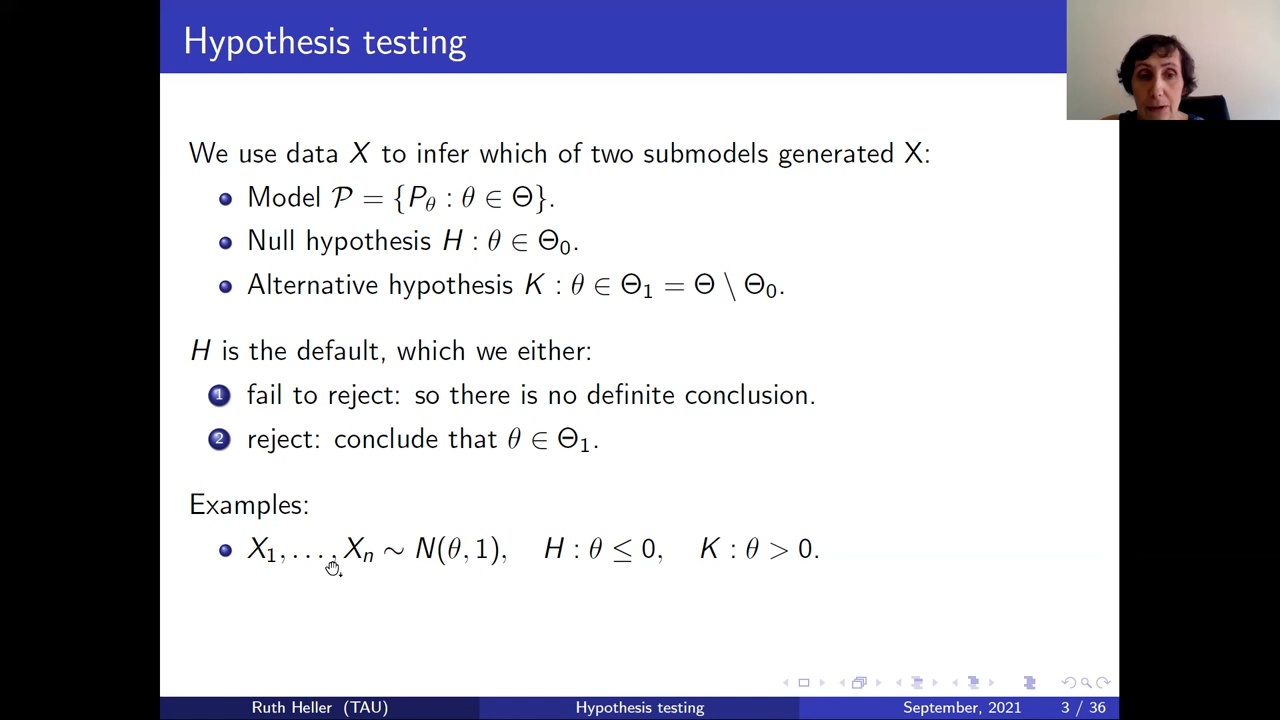 Hypothesis testing
We use data X to infer which of two submodels generated X:
Model 𝒫 = {P_θ : θ ∈ Θ}.
Null hypothesis H : θ ∈ Θ₀.
Alternative hypothesis K : θ ∈ Θ₁ = Θ \ Θ₀.
H is the default, which we either:
1 fail to reject: so there is no definite conclusion.
2 reject: conclude that θ ∈ Θ₁.
Examples:
X₁, . . . , Xₙ ∼ N(θ, 1), H : θ ≤ 0, K : θ > 0.
Ruth Heller (TAU) Hypothesis testing September, 2021 3 / 36